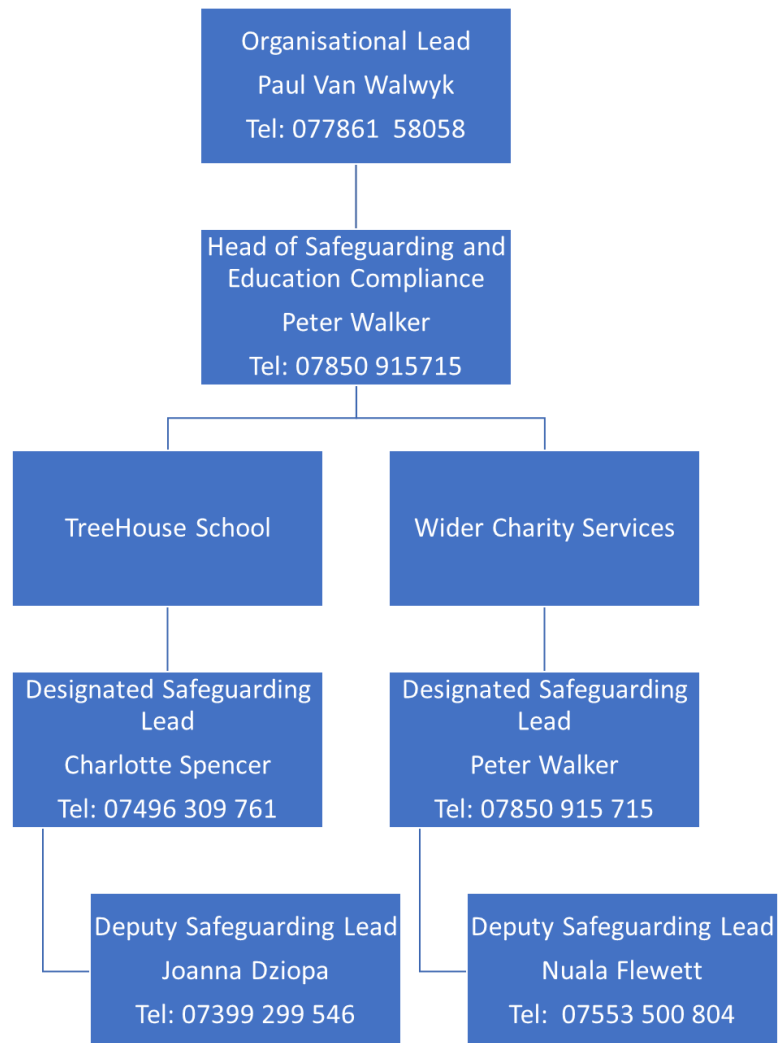 Organisational Lead
Paul Van Walwyk
Tel: 077861  58058
Head of Safeguarding and
Education Compliance
Peter Walker
Tel: 07850 915715
TreeHouse School
Wider Charity Services
Designated Safeguarding
Lead
Charlotte Spencer
Tel: 07496 309 761
Designated Safeguarding
Lead
Peter Walker
Tel: 07850 915 715
Deputy Safeguarding Lead
Joanna Dziopa
Tel: 07399 299 546
Deputy Safeguarding Lead
Nuala Flewett
Tel:  07553 500 804